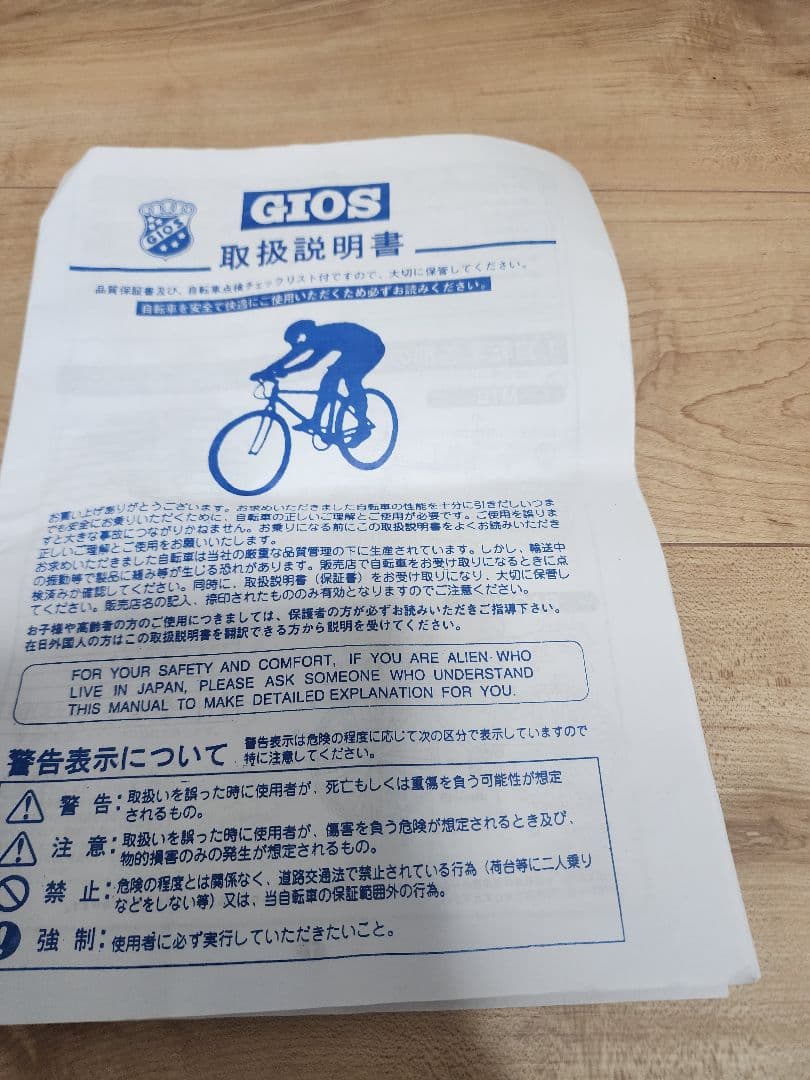 GIOS
GIOS
取扱説明書
品質保証書及び、自転車点検チェックリスト付ですので、大切に保管してください。
自転車を安全で快適にご使用いただくため必ずお読みください。
お買い上げありがとうございます。お求めいただきました自転車の性能を十分に引きだしいつま
でも安全にお乗りいただくために、自転車の正しいご理解とご使用が必要です。ご使用を誤りま
すと大きな事故につながりかねません。お乗りになる前にこの取扱説明書をよくお読みいただき
正しいご理解とご使用をお願いいたします。
お求めいただきました自転車は当社の厳重な品質管理の下に生産されています。しかし、輸送中
の振動等で製品に緩み等が生じる恐れがあります。販売店で自転車をお受け取りになるときに点
検済みか確認してください。同時に、取扱説明書（保証書）をお受け取りになり、大切に保管し
てください。販売店名の記入、捺印されたもののみ有効となりますのでご注意ください。
お子様や高齢者の方のご使用につきましては、保護者の方が必ずお読みいただきご指導下さい。
在日外国人の方はこの取扱説明書を翻訳できる方から説明を受けてください。
FOR YOUR SAFETY AND COMFORT, IF YOU ARE ALIEN WHO
LIVE IN JAPAN, PLEASE ASK SOMEONE WHO UNDERSTAND
THIS MANUAL TO MAKE DETAILED EXPLANATION FOR YOU.
警告表示について 警告表示は危険の程度に応じて次の区分で表示していますので
特に注意してください。
警 告：取扱いを誤った時に使用者が、死亡もしくは重傷を負う可能性が想定
されるもの。
注 意：取扱いを誤った時に使用者が、傷害を負う危険が想定されるとき及び、
物的損害のみの発生が想定されるもの。
禁 止：危険の程度とは関係なく、道路交通法で禁止されている行為（荷台等に二人乗り
などをしない等）又は、当自転車の保証範囲外の行為。
強 制：使用者に必ず実行していただきたいこと。